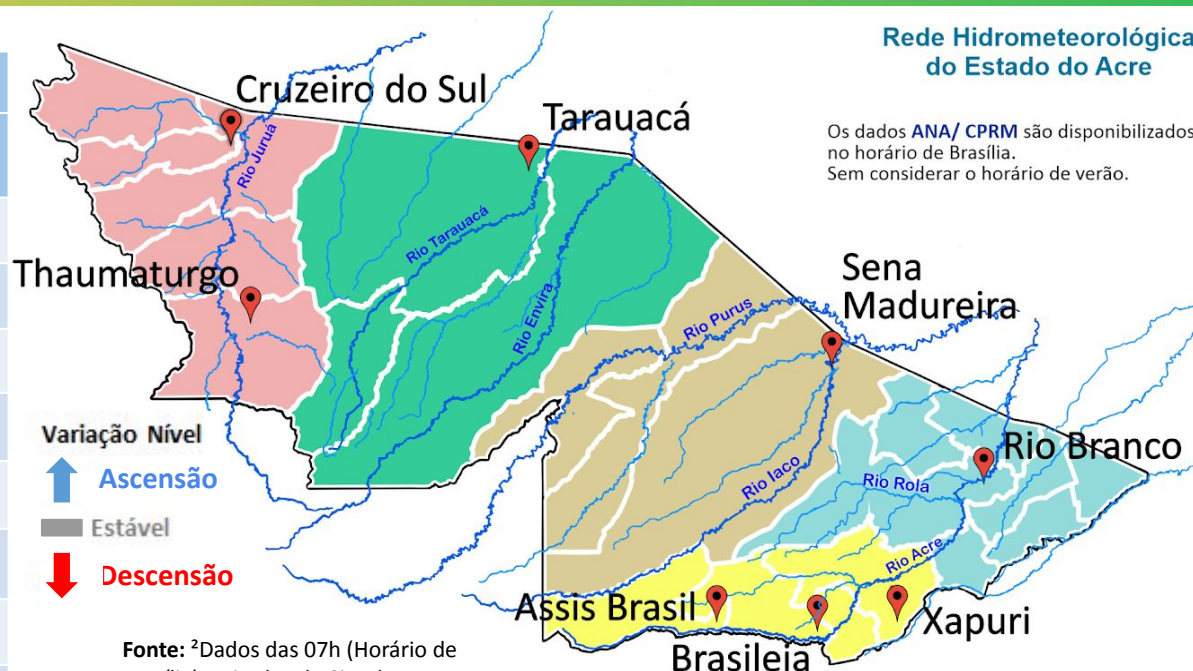 Rede Hidrometeorológica
do Estado do Acre
Os dados ANA/ CPRM são disponibilizados
no horário de Brasília.
Sem considerar o horário de verão.
Cruzeiro do Sul
Tarauacá
Rio Juruá
Rio Tarauacá
Thaumaturgo
Rio Envira
Rio Purus
Sena
Madureira
Variação Nível
Ascensão
Estável
Descensão
Rio Branco
Rio Iaco
Rio Rola
Rio Acre
Assis Brasil
Xapuri
Brasileia
Fonte: ²Dados das 07h (Horário de